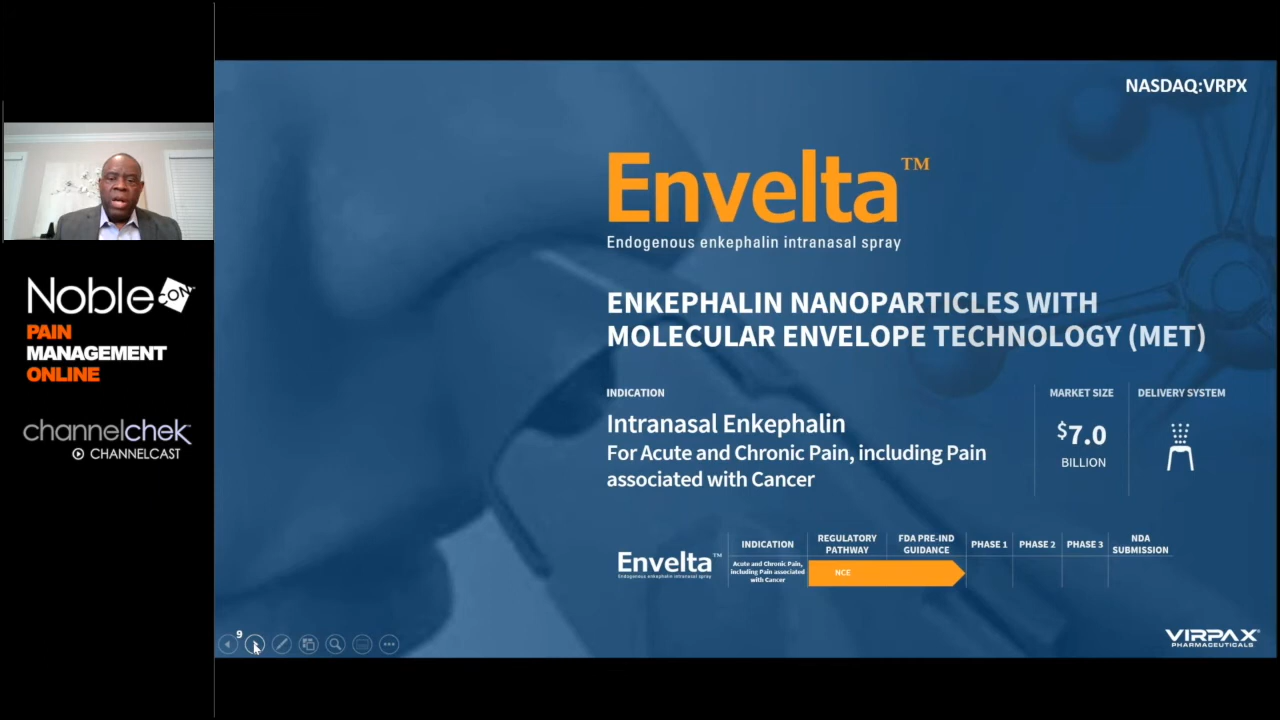 NASDAQ:VRPX
Envelta™
Endogenous enkephalin intranasal spray
ENKEPHALIN NANOPARTICLES WITH
MOLECULAR ENVELOPE TECHNOLOGY (MET)
INDICATION
Intranasal Enkephalin
For Acute and Chronic Pain, including Pain
associated with Cancer
MARKET SIZE
$7.0
BILLION
DELIVERY SYSTEM
INDICATION
REGULATORY
PATHWAY
FDA PRE-IND
GUIDANCE
PHASE 1
PHASE 2
PHASE 3
NDA
SUBMISSION
Envelta™
Endogenous enkephalin intranasal spray
Acute and Chronic Pain,
including Pain associated
with Cancer
NCE
9
VIRPAX
PHARMACEUTICALS
Noble CON
PAIN
MANAGEMENT
ONLINE
channelchek
CHANNELCAST